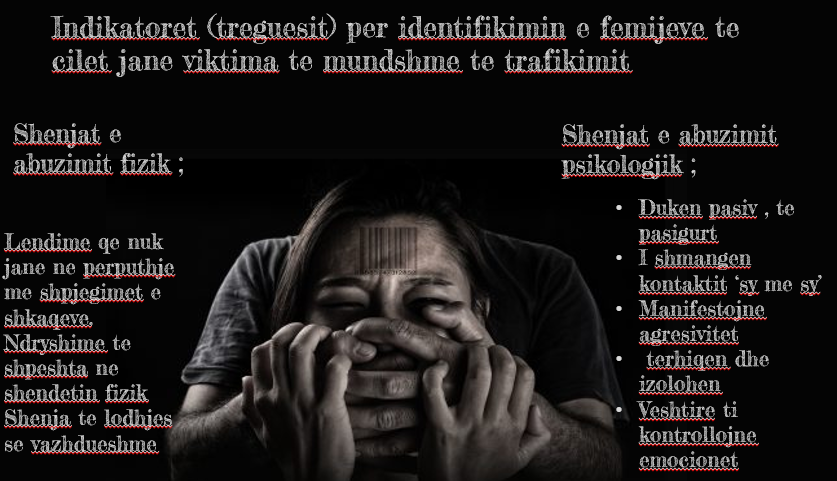 Indikatoret (treguesit) per identifikimin e femijeve te
cilet jane viktima te mundshme te trafikimit
Shenjat e
abuzimit fizik ;
Lendime qe nuk
jane ne perputhje
me shpjegimet e
shkaqeve.
Ndryshime te
shpeshta ne
shendetin fizik
Shenja te lodhjes
se vazhdueshme
Shenjat e abuzimit
psikologjik ;
• Duken pasiv , te
pasigurt
• I shmangen
kontaktit ‘sy me sy’
• Manifestojne
agresivitet
• terhiqen dhe
izolohen
• Veshtire ti
kontrollojne
emocionet